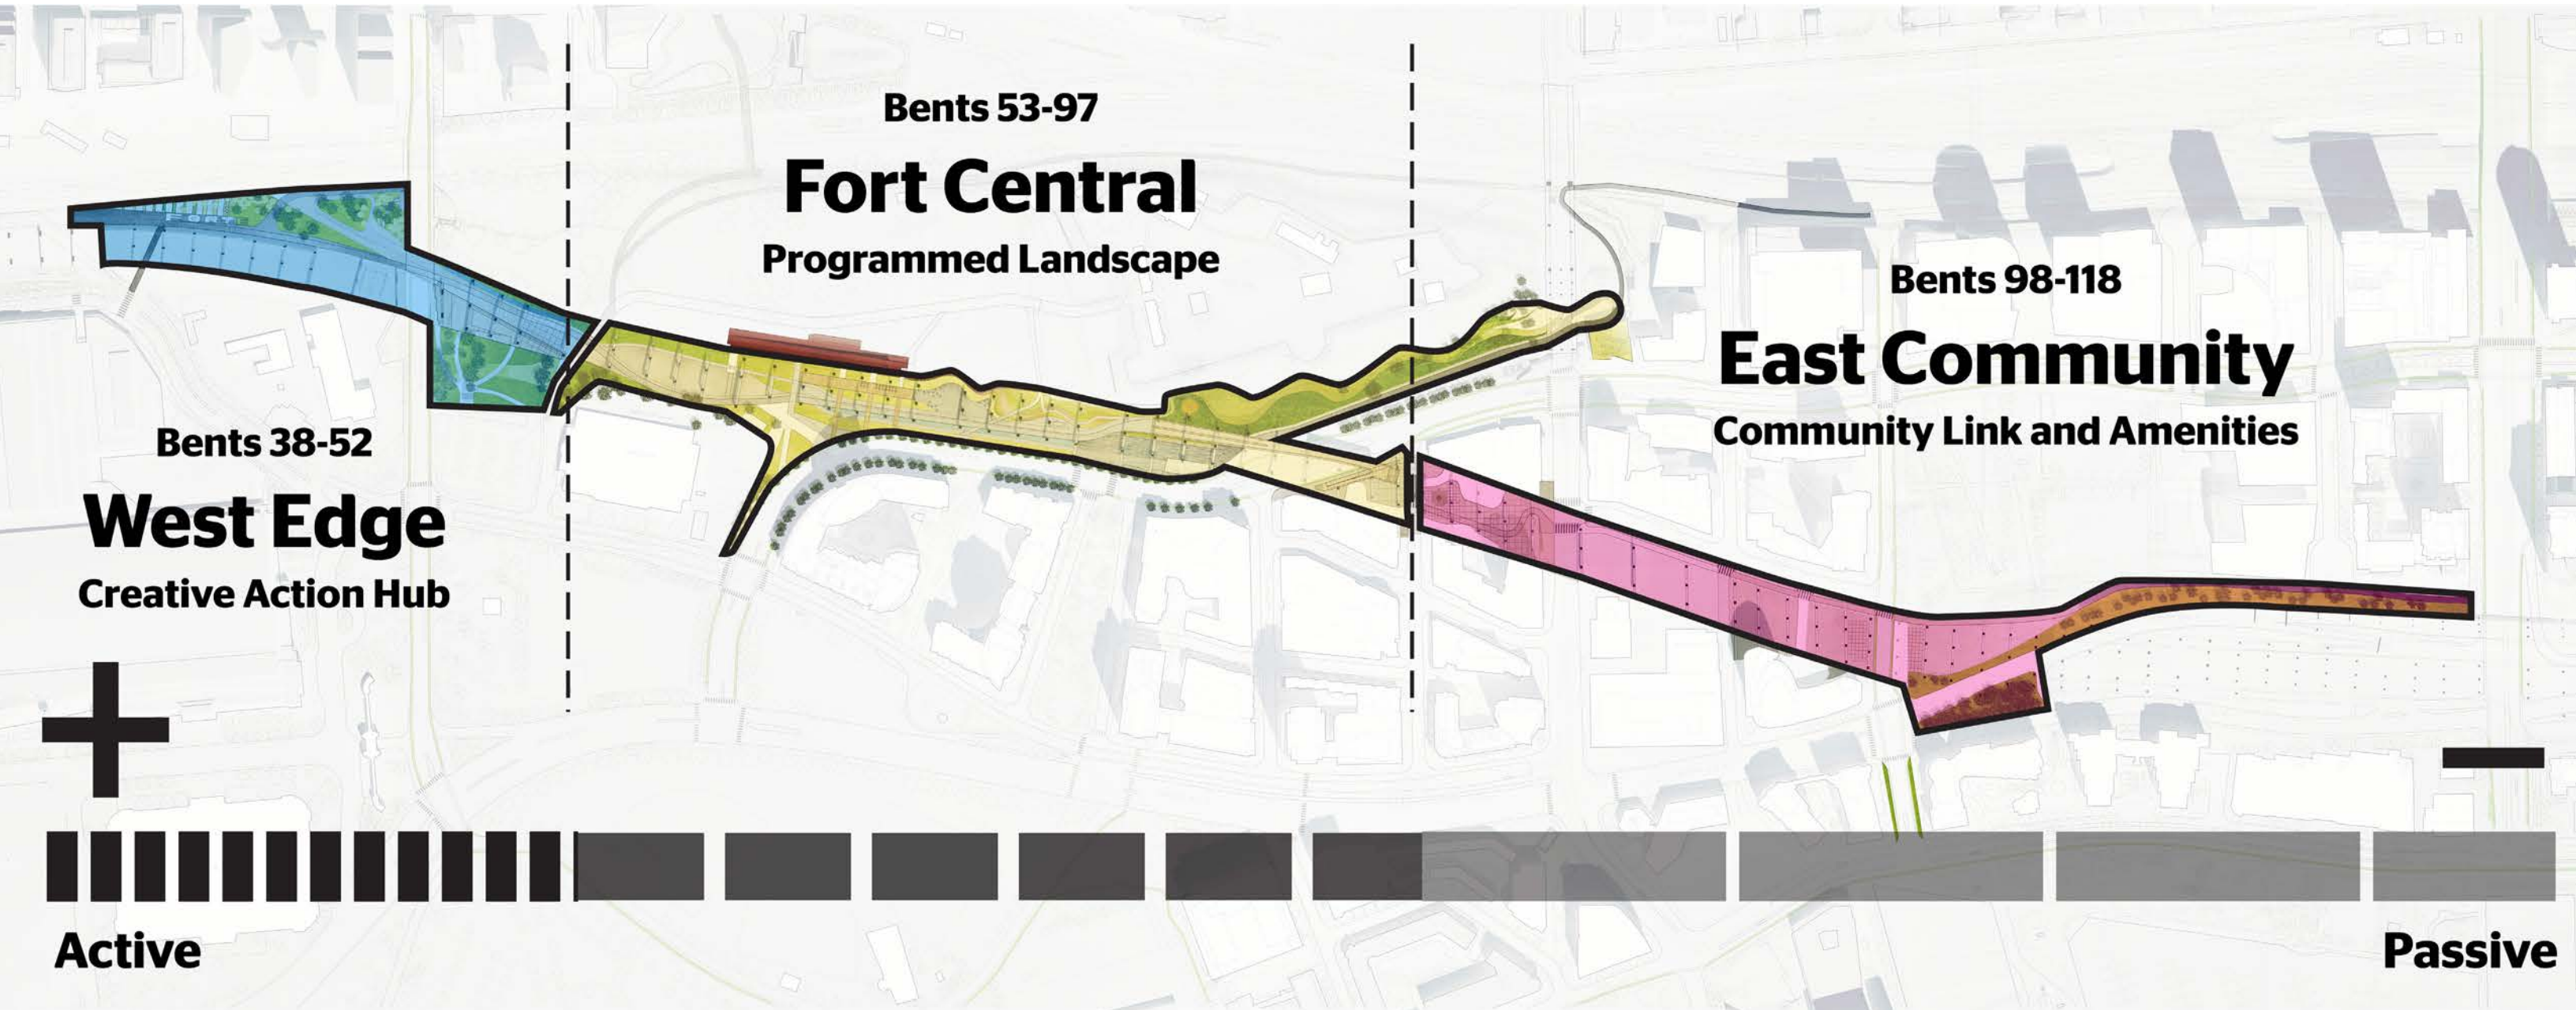 Bents 53-97
Fort Central
Programmed Landscape
Bents 98-118
East Community
Community Link and Amenities
Bents 38-52
West Edge
Creative Action Hub
+
–
Active
Passive